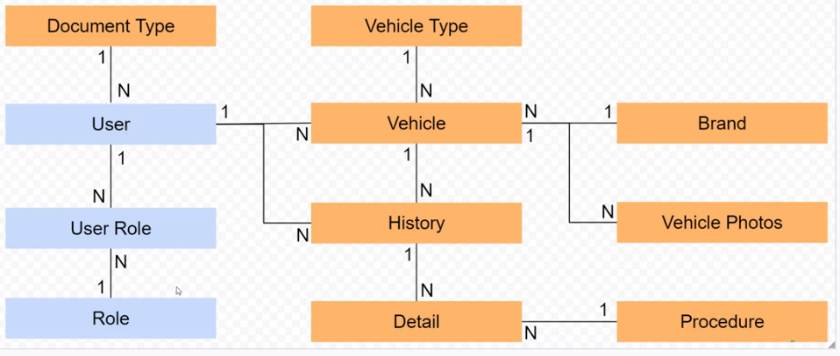 Document Type
Vehicle Type
1
1
N
N
User
1
N
Vehicle
N
1
1
Brand
1
N
1
N
User Role
N
History
N
Vehicle Photos
N
1
1
N
Role
Detail
N
1
Procedure